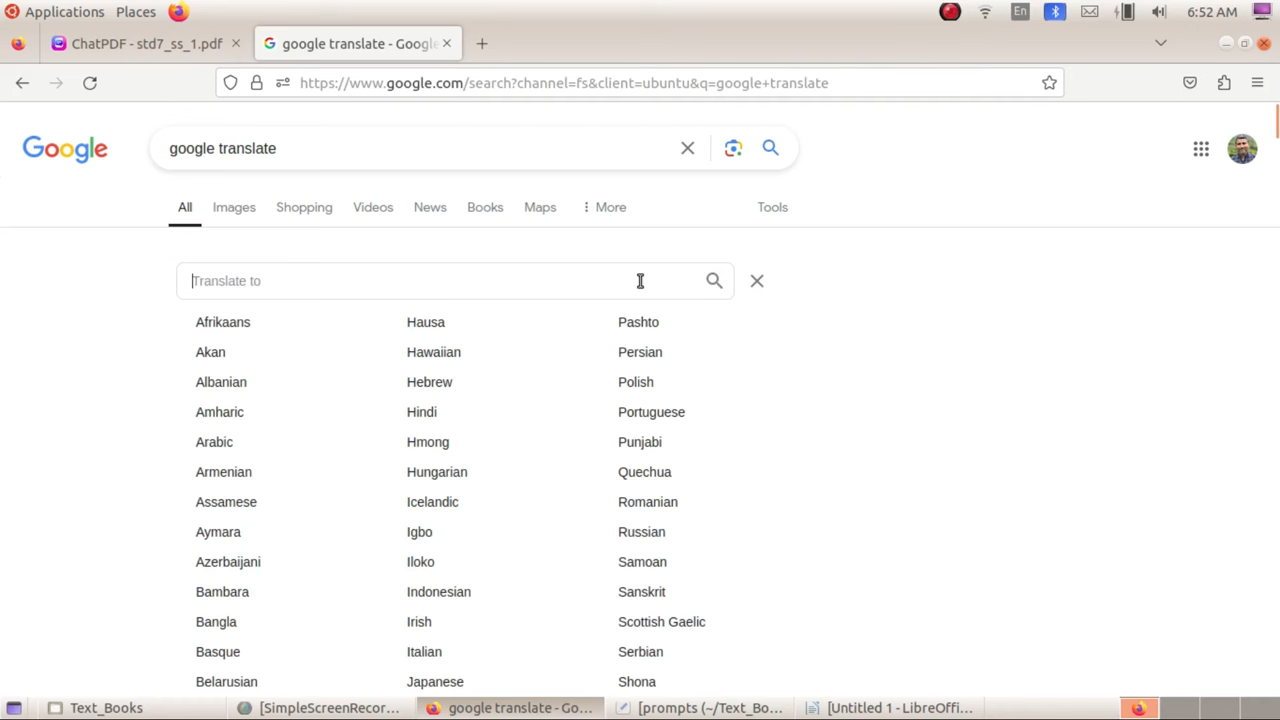 Applications Places En 6:52 AM
ChatPDF - std7_ss_1.pdf google translate - Google
https://www.google.com/search?channel=fs&client=ubuntu&q=google+translate
Google google translate
All Images Shopping Videos News Books Maps More Tools
Translate to
Afrikaans Hausa Pashto
Akan Hawaiian Persian
Albanian Hebrew Polish
Amharic Hindi Portuguese
Arabic Hmong Punjabi
Armenian Hungarian Quechua
Assamese Icelandic Romanian
Aymara Igbo Russian
Azerbaijani Iloko Samoan
Bambara Indonesian Sanskrit
Bangla Irish Scottish Gaelic
Basque Italian Serbian
Belarusian Japanese Shona
Text_Books [SimpleScreenRecor... google translate - Go... [prompts (~/Text_Bo... [Untitled 1 - LibreOffi...